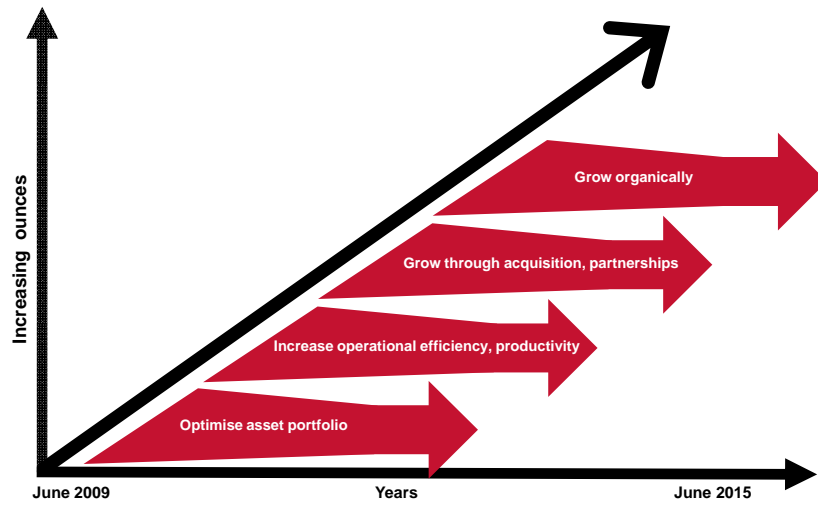 Increasing ounces
Grow organically
Grow through acquisition, partnerships
Increase operational efficiency, productivity
Optimise asset portfolio
June 2009
Years
June 2015